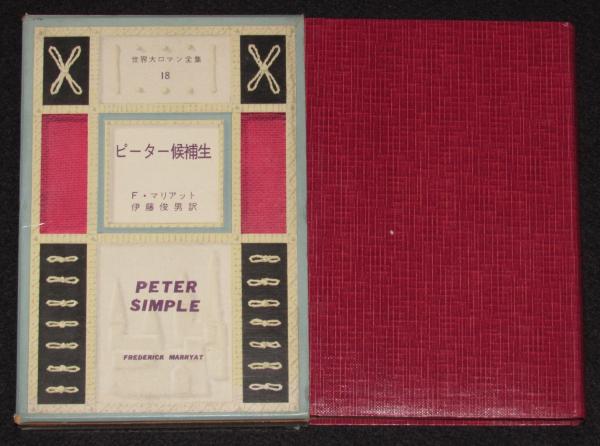 世界大ロマン全集
18
ピーター候補生
F・マリアット
伊藤俊男訳
PETER
SIMPLE
FREDERICK MARRYAT